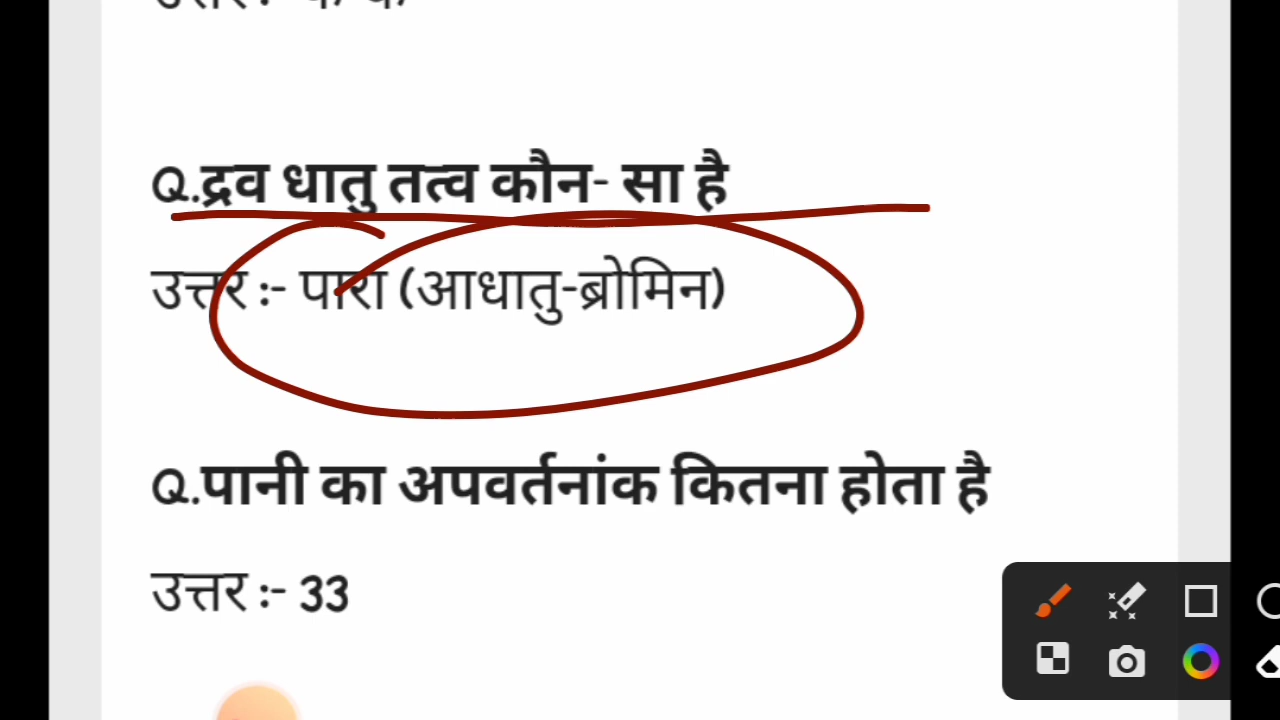 Q.द्रव धातु तत्व कौन- सा है
उत्तर :- पारा (आधातु-ब्रोमिन)
Q.पानी का अपवर्तनांक कितना होता है
उत्तर :- 33